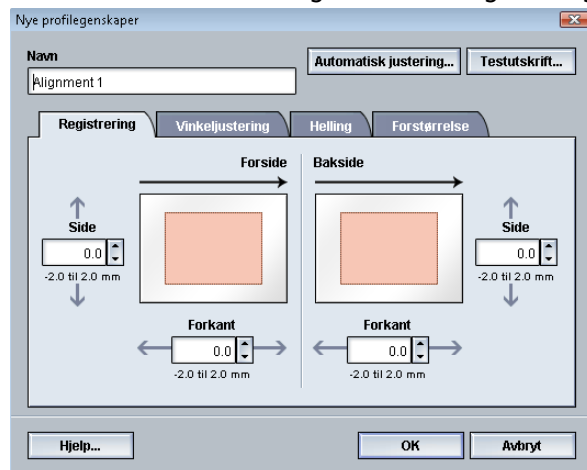 Nye profilegenskaper
Navn
Automatisk justering...
Testutskrift...
Alignment 1
Registrering
Vinkeljustering
Helling
Forstørrelse
Forside
Bakside
Side
0.0
-2.0 til 2.0 mm
Side
0.0
-2.0 til 2.0 mm
Forkant
0.0
-2.0 til 2.0 mm
Forkant
0.0
-2.0 til 2.0 mm
Hjelp...
OK
Avbryt